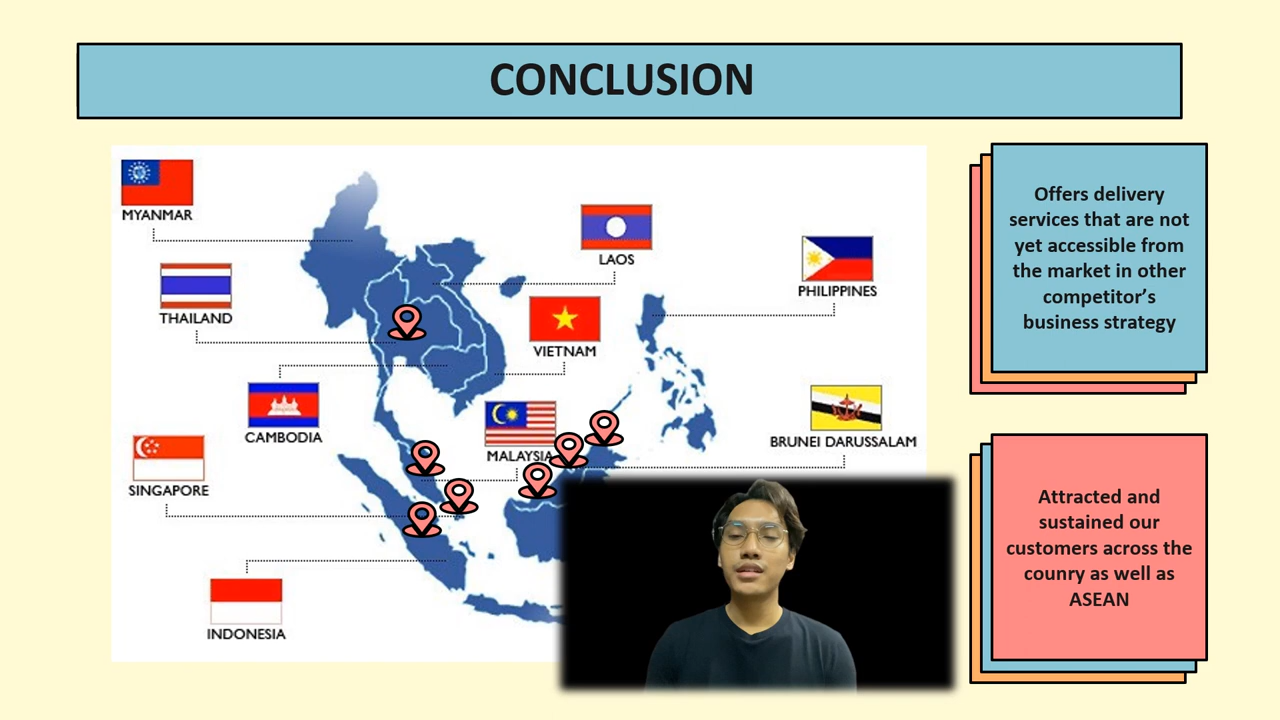 CONCLUSION
MYANMAR
LAOS
PHILIPPINES
THAILAND
VIETNAM
CAMBODIA
MALAYSIA
BRUNEI DARUSSALAM
SINGAPORE
INDONESIA
Offers delivery
services that are not
yet accessible from
the market in other
competitor’s
business strategy
Attracted and
sustained our
customers across the
counry as well as
ASEAN